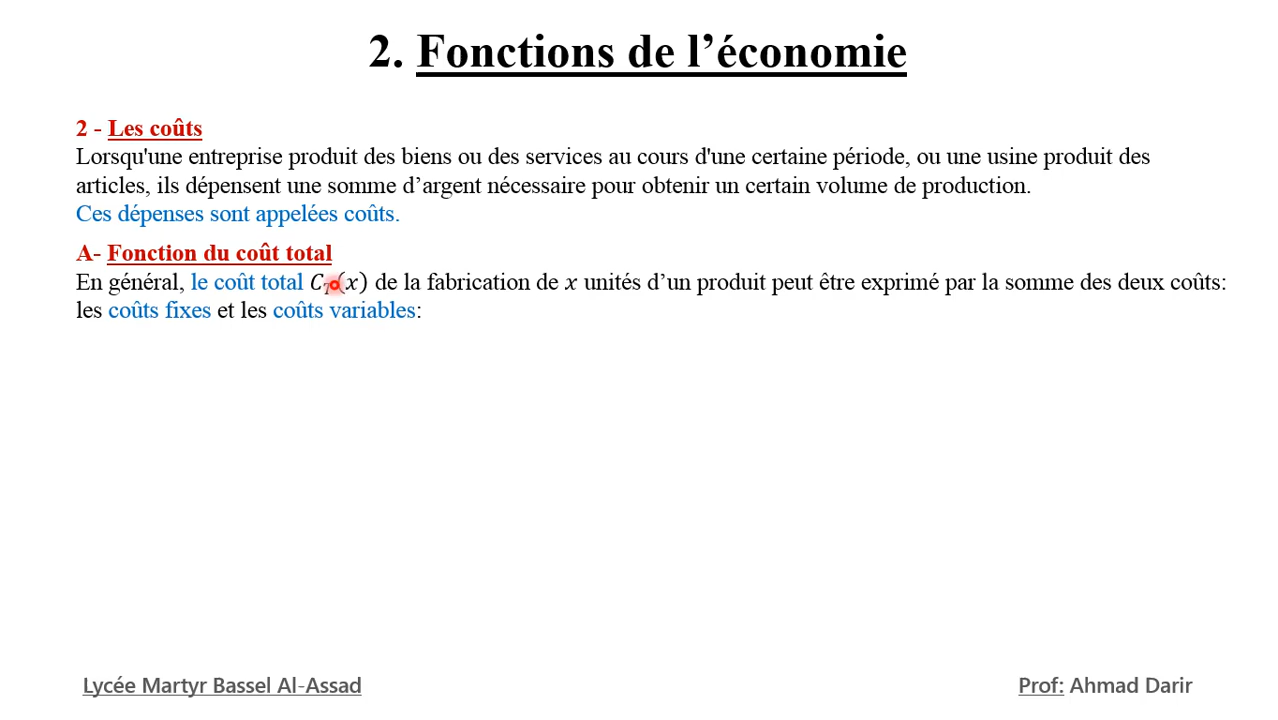 2. Fonctions de l’économie
2 - Les coûts
Lorsqu'une entreprise produit des biens ou des services au cours d'une certaine période, ou une usine produit des
articles, ils dépensent une somme d’argent nécessaire pour obtenir un certain volume de production.
Ces dépenses sont appelées coûts.
A- Fonction du coût total
En général, le coût total C_T(x) de la fabrication de x unités d’un produit peut être exprimé par la somme des deux coûts:
les coûts fixes et les coûts variables:
Lycée Martyr Bassel Al-Assad
Prof: Ahmad Darir